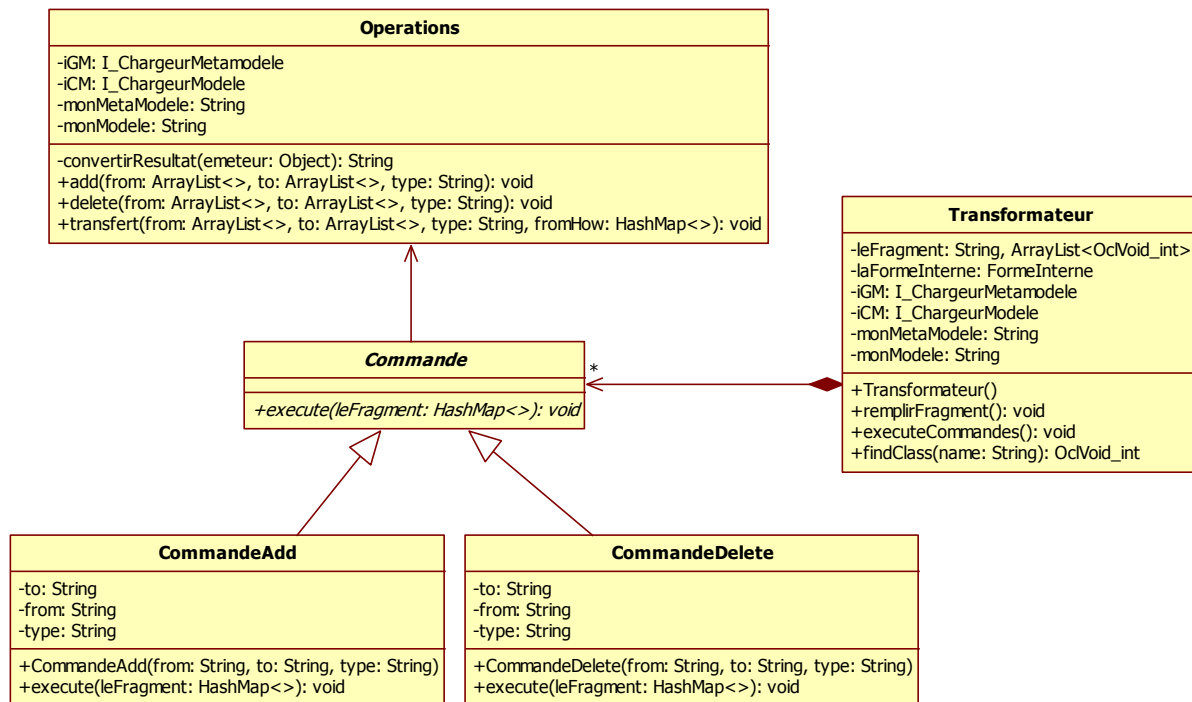 Operations
-iGM: I_ChargeurMetamodele
-iCM: I_ChargeurModele
-monMetaModele: String
-monModele: String
-convertirResultat(emeteur: Object): String
+add(from: ArrayList<>, to: ArrayList<>, type: String): void
+delete(from: ArrayList<>, to: ArrayList<>, type: String): void
+transfert(from: ArrayList<>, to: ArrayList<>, type: String, fromHow: HashMap<>): void
Transformateur
-leFragment: String, ArrayList<OclVoid_int>
-laFormeInterne: FormeInterne
-iGM: I_ChargeurMetamodele
-iCM: I_ChargeurModele
-monMetaModele: String
-monModele: String
+Transformateur()
+remplirFragment(): void
+executeCommandes(): void
+findClass(name: String): OclVoid_int
Commande
*
+execute(leFragment: HashMap<>): void
CommandeAdd
-to: String
-from: String
-type: String
+CommandeAdd(from: String, to: String, type: String)
+execute(leFragment: HashMap<>): void
CommandeDelete
-to: String
-from: String
-type: String
+CommandeDelete(from: String, to: String, type: String)
+execute(leFragment: HashMap<>): void